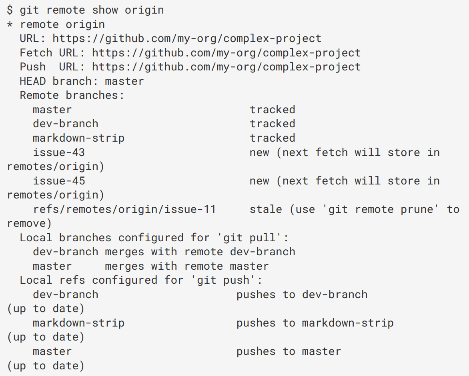 $ git remote show origin
* remote origin
  URL: https://github.com/my-org/complex-project
  Fetch URL: https://github.com/my-org/complex-project
  Push  URL: https://github.com/my-org/complex-project
  HEAD branch: master
  Remote branches:
    master                           tracked
    dev-branch                       tracked
    markdown-strip                   tracked
    issue-43                         new (next fetch will store in
remotes/origin)
    issue-45                         new (next fetch will store in
remotes/origin)
    refs/remotes/origin/issue-11     stale (use 'git remote prune' to
remove)
  Local branches configured for 'git pull':
    dev-branch merges with remote dev-branch
    master     merges with remote master
  Local refs configured for 'git push':
    dev-branch                     pushes to dev-branch
(up to date)
    markdown-strip                 pushes to markdown-strip
(up to date)
    master                         pushes to master
(up to date)